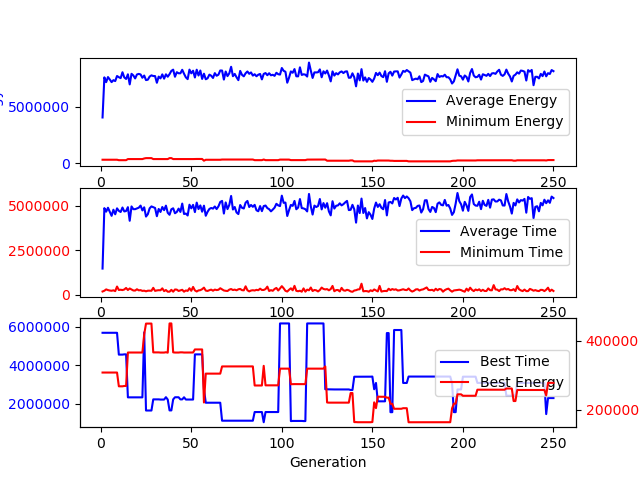 5000000
0
Average Energy
Minimum Energy
0 50 100 150 200 250
5000000
2500000
0
Average Time
Minimum Time
0 50 100 150 200 250
6000000
4000000
2000000
Best Time
Best Energy
400000
200000
0 50 100 150 200 250
Generation